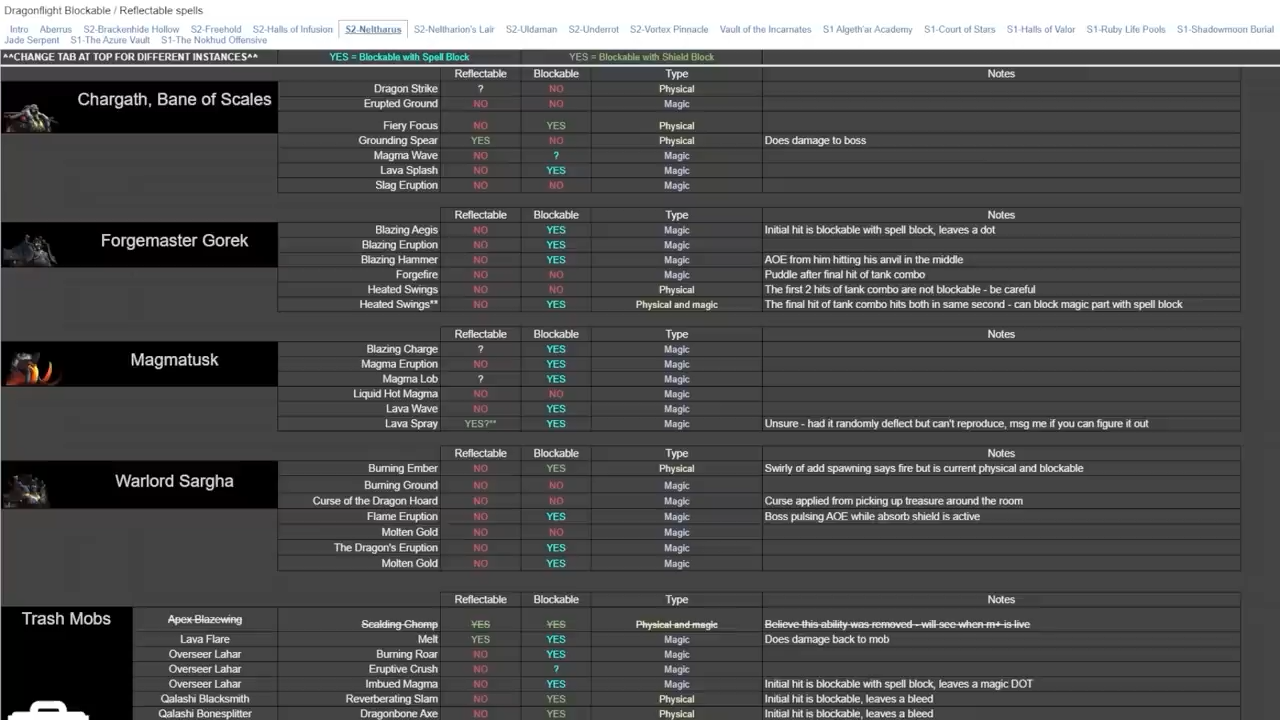 Dragonflight Blockable / Reflectable spells
Intro Aberrus S2-Brackenhide Hollow S2-Freehold S2-Halls of Infusion S2-Neltharus S2-Neltharion's Lair S2-Uldaman S2-Underrot S2-Vortex Pinnacle Vault of the Incarnates S1 Algeth'ar Academy S1-Court of Stars S1-Halls of Valor S1-Ruby LIfe Pools S1-Shadowmoon Burial
Jade Serpent S1-The Azure Vault S1-The Nokhud Offensive
**CHANGE TAB AT TOP FOR DIFFERENT INSTANCES** YES = Blockable with Spell Block YES = Blockable with Shield Block
Reflectable Blockable Type Notes
Chargath, Bane of Scales
Dragon Strike ? NO Physical
Erupted Ground NO NO Magic
Fiery Focus NO YES Physical
Grounding Spear YES NO Physical Does damage to boss
Magma Wave NO ? Magic
Lava Splash NO YES Magic
Slag Eruption NO NO Magic
Reflectable Blockable Type Notes
Forgemaster Gorek
Blazing Aegis NO YES Magic Initial hit is blockable with spell block, leaves a dot
Blazing Eruption NO YES Magic
Blazing Hammer NO YES Magic AOE from him hitting his anvil in the middle
Forgefire NO NO Magic Puddle after final hit of tank combo
Heated Swings NO NO Physical The first 2 hits of tank combo are not blockable - be careful
Heated Swings** NO YES Physical and magic The final hit of tank combo hits both in same second - can block magic part with spell block
Reflectable Blockable Type Notes
Magmatusk
Blazing Charge ? YES Magic
Magma Eruption NO YES Magic
Magma Lob ? YES Magic
Liquid Hot Magma NO NO Magic
Lava Wave NO YES Magic
Lava Spray YES?** YES Magic Unsure - had it randomly deflect but can't reproduce, msg me if you can figure it out
Reflectable Blockable Type Notes
Warlord Sargha
Burning Ember NO YES Physical Swirly of add spawning says fire but is current physical and blockable
Burning Ground NO NO Magic
Curse of the Dragon Hoard NO NO Magic Curse applied from picking up treasure around the room
Flame Eruption NO YES Magic Boss pulsing AOE while absorb shield is active
Molten Gold NO NO Magic
The Dragon's Eruption NO YES Magic
Molten Gold NO YES Magic
Reflectable Blockable Type Notes
Trash Mobs
Apex Blazewing Scalding Chomp YES YES Physical and magic Believe this ability was removed - will see when m+ is live
Lava Flare Melt YES YES Magic Does damage back to mob
Overseer Lahar Burning Roar NO YES Magic
Overseer Lahar Eruptive Crush NO ? Magic
Overseer Lahar Imbued Magma NO YES Magic Initial hit is blockable with spell block, leaves a magic DOT
Qalashi Blacksmith Reverberating Slam NO YES Physical Initial hit is blockable, leaves a bleed
Qalashi Bonesplitter Dragonbone Axe NO YES Physical Initial hit is blockable, leaves a bleed